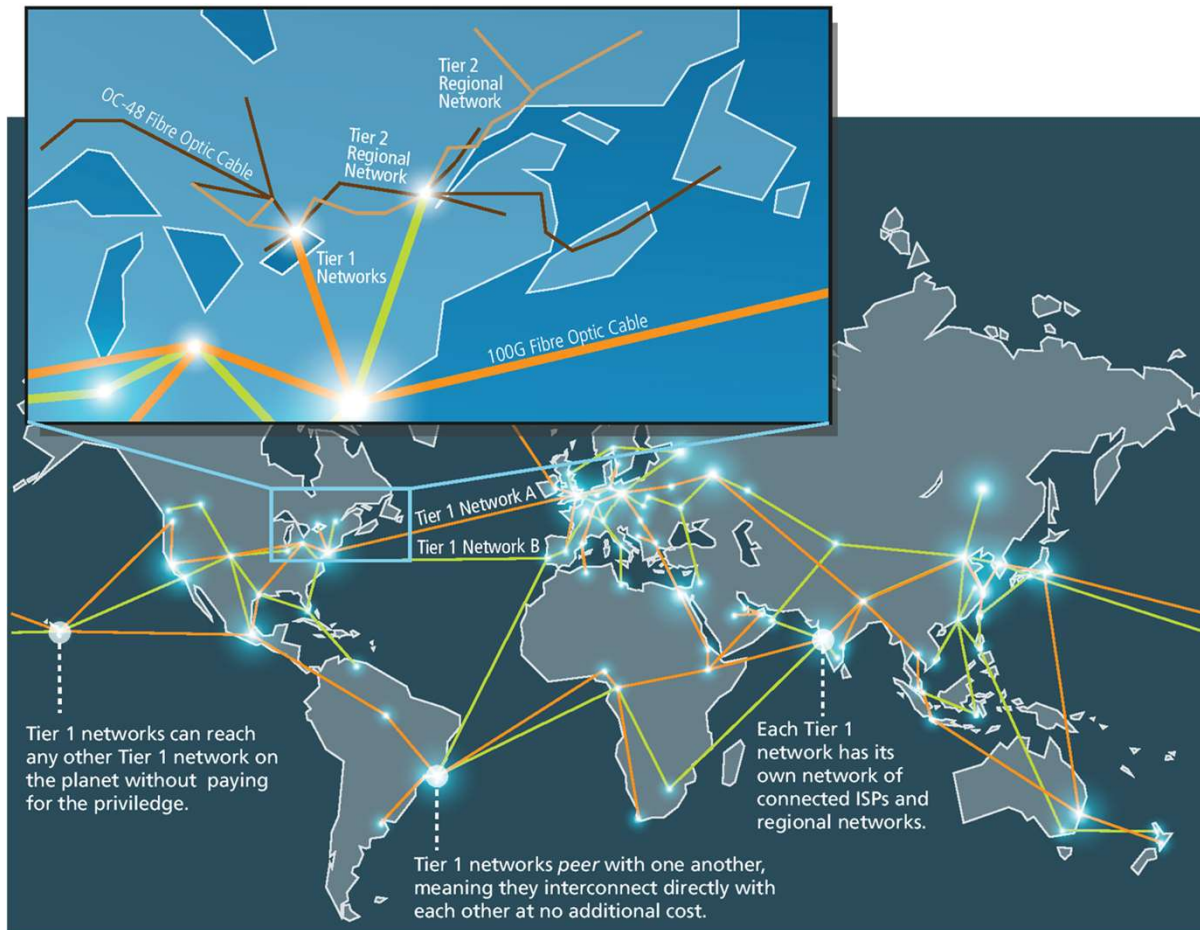 Tier 2
Regional
Network
OC-48 Fibre Optic Cable
Tier 2
Regional
Network
Tier 1
Networks
100G Fibre Optic Cable
Tier 1 Network A
Tier 1 Network B
Tier 1 networks can reach
any other Tier 1 network on
the planet without paying
for the priviledge.
Tier 1 networks peer with one another,
meaning they interconnect directly with
each other at no additional cost.
Each Tier 1
network has its
own network of
connected ISPs and
regional networks.